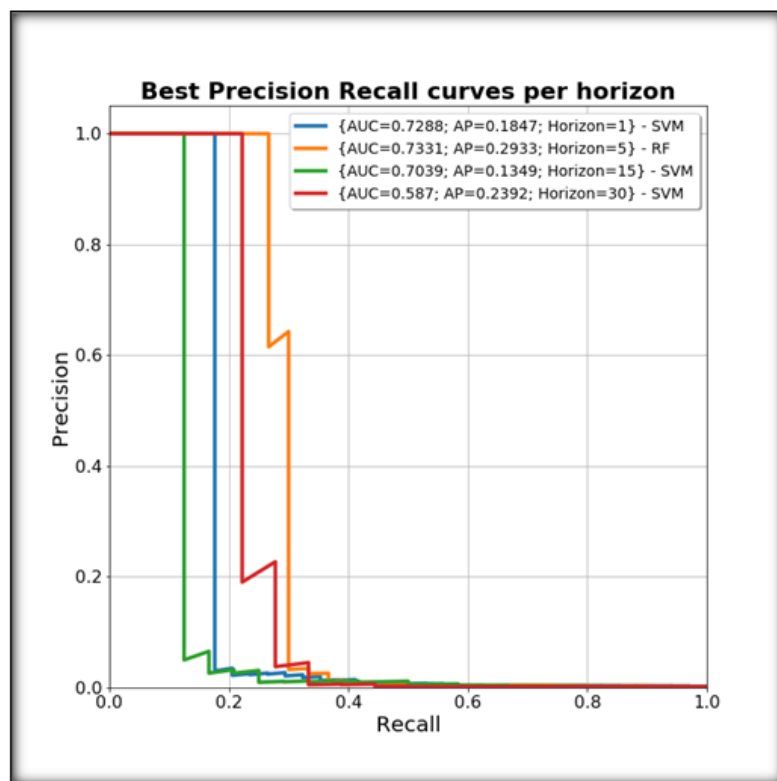 Best Precision Recall curves per horizon
{AUC=0.7288; AP=0.1847; Horizon=1} - SVM
{AUC=0.7331; AP=0.2933; Horizon=5} - RF
{AUC=0.7039; AP=0.1349; Horizon=15} - SVM
{AUC=0.587; AP=0.2392; Horizon=30} - SVM
1.0
0.8
0.6
0.4
0.2
0.0
Precision
0.0 0.2 0.4 0.6 0.8 1.0
Recall